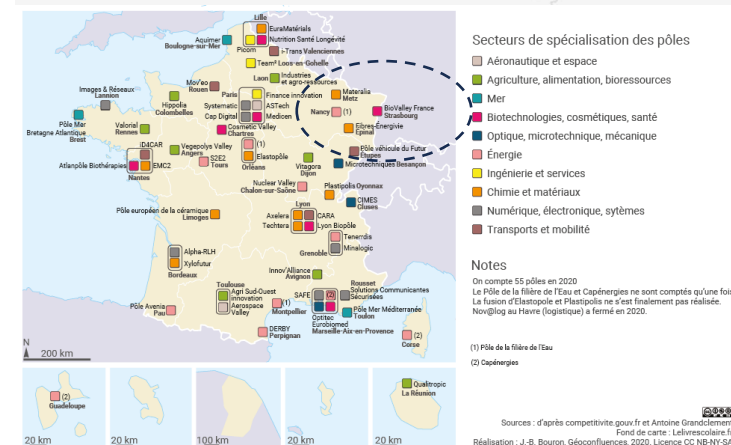 Lille
EuraMatérials
Nutrition Santé Longévité
Picom
i-Trans Valenciennes
Aquimer
Boulogne-sur-Mer
Team² Loos-en-Gohelle
Laon
Industries
et agro-ressources
Mov'eo
Rouen
Images & Réseaux
Lannion
Hippolia
Colombelles
Paris
Finance innovation
Systematic
ASTech
Cap Digital
Medicen
Materalia
Metz
Nancy
(1)
BioValley France
Strasbourg
Fibres-Énergivie
Epinal
Pôle Mer
Bretagne Atlantique
Brest
Valorial
Rennes
Cosmetic Valley
Chartres
iD4CAR
Atlanpôle Biothérapies
EMC2
Nantes
Vegepolys Valley
Angers
S2E2
Tours
(1)
Elastopôle
Orléans
Vitagora
Dijon
Pôle véhicule du Futur
Étupes
Microtechniques Besançon
Nuclear Valley
Chalon-sur-Saône
Plastipolis Oyonnax
CIMES
Cluses
Pôle européen de la céramique
Limoges
Lyon
Axelera
CARA
Techtera
Lyon Biopôle
Tenerrdis
Minalogic
Grenoble
Alpha-RLH
Xylofutur
Bordeaux
Innov'Alliance
Avignon
Toulouse
Agri Sud-Ouest
innovation
Aerospace
Valley
Pôle Avenia
Pau
(1)
Montpellier
SAFE
(2)
Optitec
Eurobiomed
Marseille-Aix-en-Provence
Rousset
Solutions Communicantes
Sécurisées
Pôle Mer Méditerranée
Toulon
DERBY
Perpignan
(2)
Corse
N
200 km
(2)
Guadeloupe
20 km
20 km
100 km
20 km
Qualitropic
La Réunion
20 km
Secteurs de spécialisation des pôles
Aéronautique et espace
Agriculture, alimentation, bioressources
Mer
Biotechnologies, cosmétiques, santé
Optique, microtechnique, mécanique
Énergie
Ingénierie et services
Chimie et matériaux
Numérique, électronique, sytèmes
Transports et mobilité
Notes
On compte 55 pôles en 2020
Le Pôle de la filière de l'Eau et Capénergies ne sont comptés qu'une fois
La fusion d'Elastopole et Plastipolis ne s'est finalement pas réalisée.
Nov@log au Havre (logistique) a fermé en 2020.
(1) Pôle de la filière de l'Eau
(2) Capénergies
Sources : d'après competitivite.gouv.fr et Antoine Grandclement
Fond de carte : Lelivrescolaire.fr
Réalisation : J.-B. Bouron, Géoconfluences, 2020. Licence CC NB-NY-SA